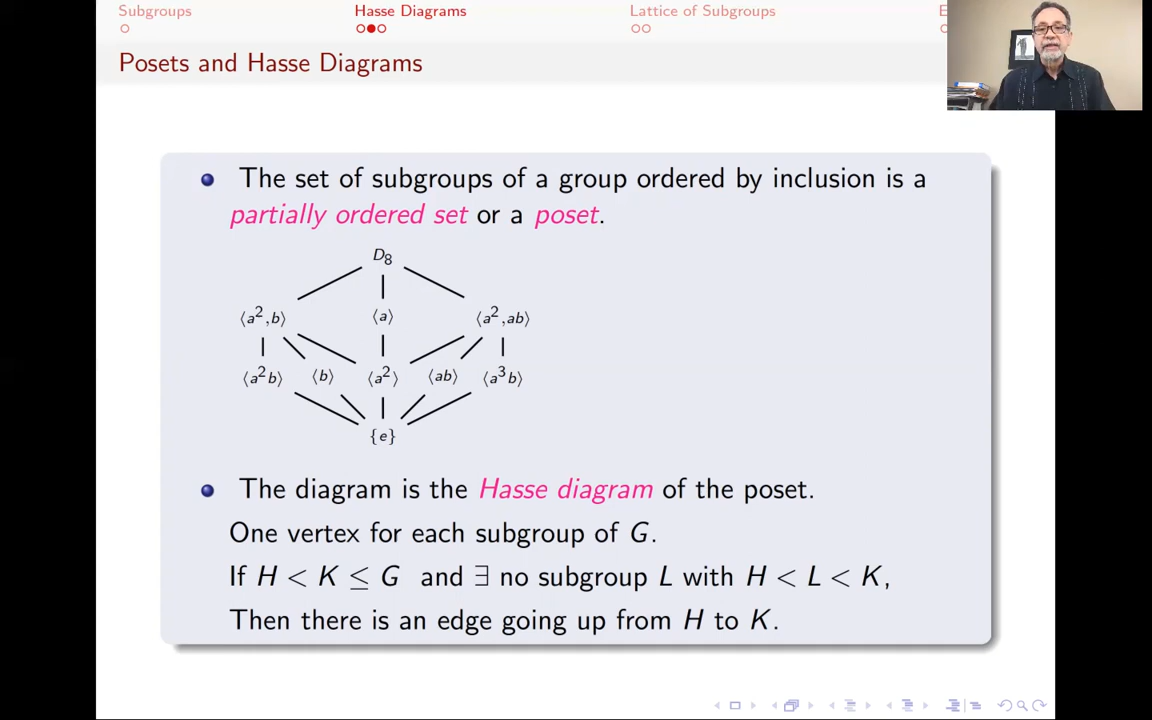 Subgroups Hasse Diagrams Lattice of Subgroups E
Posets and Hasse Diagrams
The set of subgroups of a group ordered by inclusion is a
partially ordered set or a poset.
D₈
⟨a²,b⟩ ⟨a⟩ ⟨a²,ab⟩
⟨a²b⟩ ⟨b⟩ ⟨a²⟩ ⟨ab⟩ ⟨a³b⟩
{e}
The diagram is the Hasse diagram of the poset.
One vertex for each subgroup of G.
If H < K ≤ G and ∃ no subgroup L with H < L < K,
Then there is an edge going up from H to K.